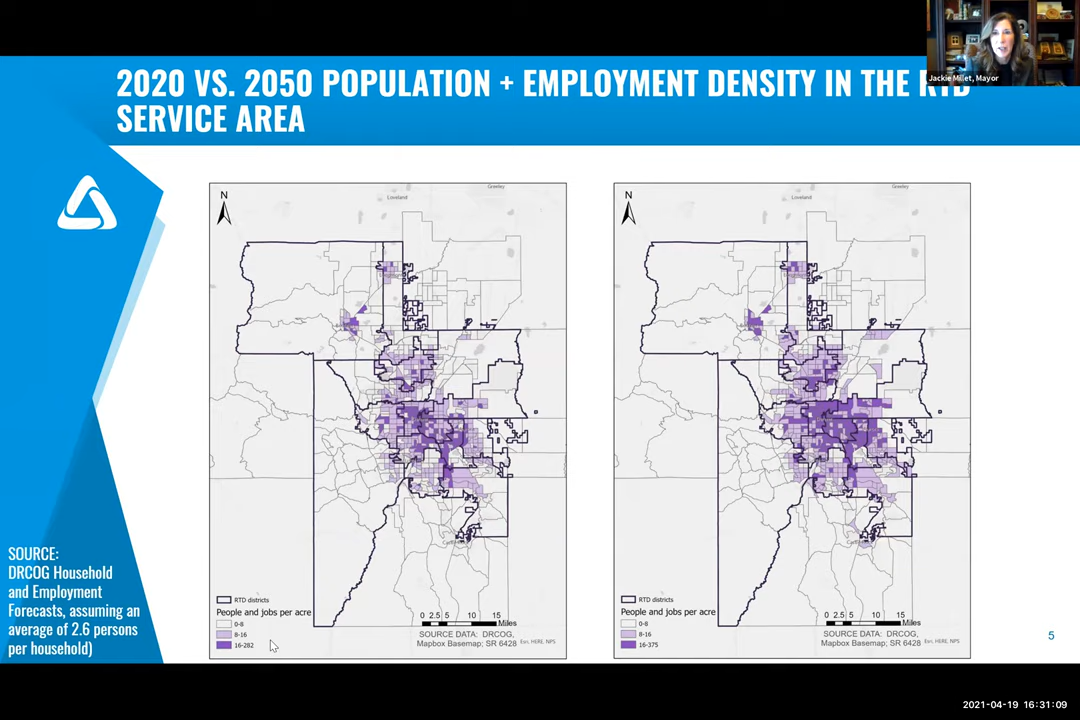 Jackie Millet, Mayor
2020 VS. 2050 POPULATION + EMPLOYMENT DENSITY IN THE RTD
SERVICE AREA
N
Loveland
Greeley
N
Loveland
Greeley
SOURCE:
DRCOG Household
and Employment
Forecasts, assuming an
average of 2.6 persons
per household)
RTD districts
People and jobs per acre
0-8
8-16
16-282
0 2.5 5 10 15
Miles
SOURCE DATA: DRCOG,
Mapbox Basemap; SR 6428
Esri, HERE, NPS
RTD districts
People and jobs per acre
0-8
8-16
16-375
0 2.5 5 10 15
Miles
SOURCE DATA: DRCOG,
Mapbox Basemap; SR 6428
Esri, HERE, NPS
5
2021-04-19 16:31:09